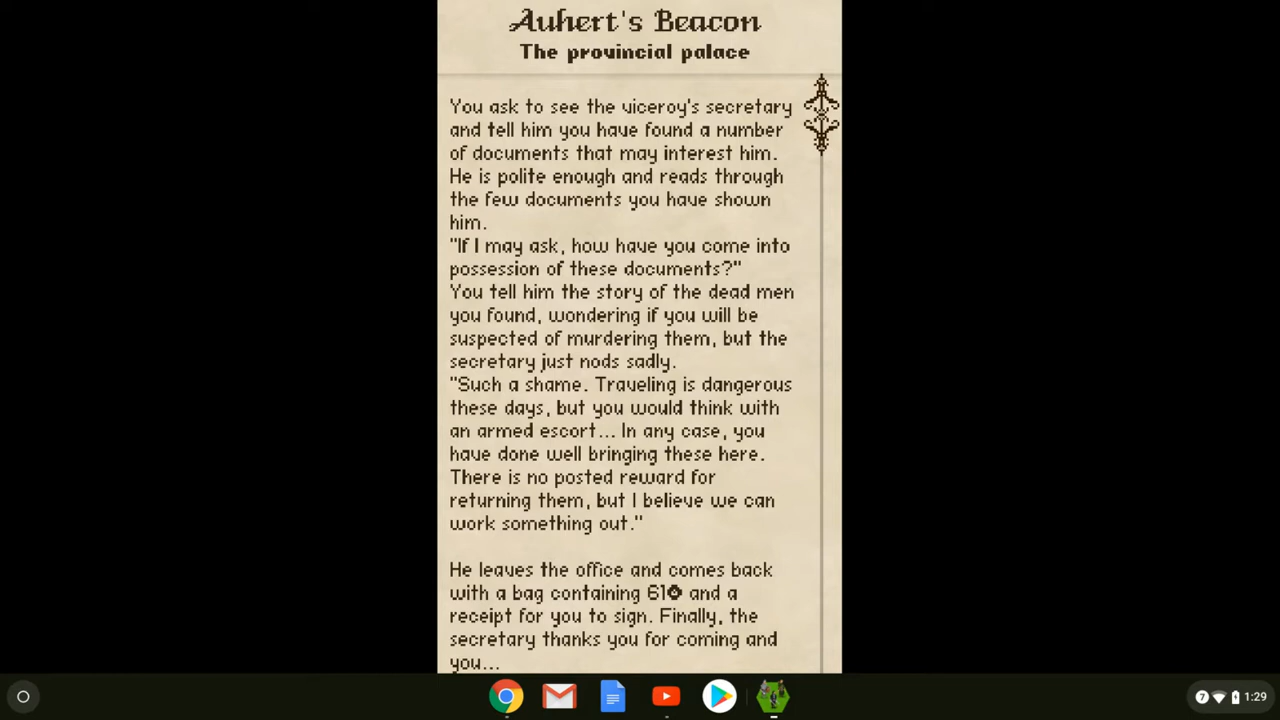 Auhert's Beacon
The provincial palace
You ask to see the viceroy's secretary
and tell him you have found a number
of documents that may interest him.
He is polite enough and reads through
the few documents you have shown
him.
"If I may ask, how have you come into
possession of these documents?"
You tell him the story of the dead men
you found, wondering if you will be
suspected of murdering them, but the
secretary just nods sadly.
"Such a shame. Traveling is dangerous
these days, but you would think with
an armed escort... In any case, you
have done well bringing these here.
There is no posted reward for
returning them, but I believe we can
work something out."
He leaves the office and comes back
with a bag containing 61 and a
receipt for you to sign. Finally, the
secretary thanks you for coming and
you...
7 1:29